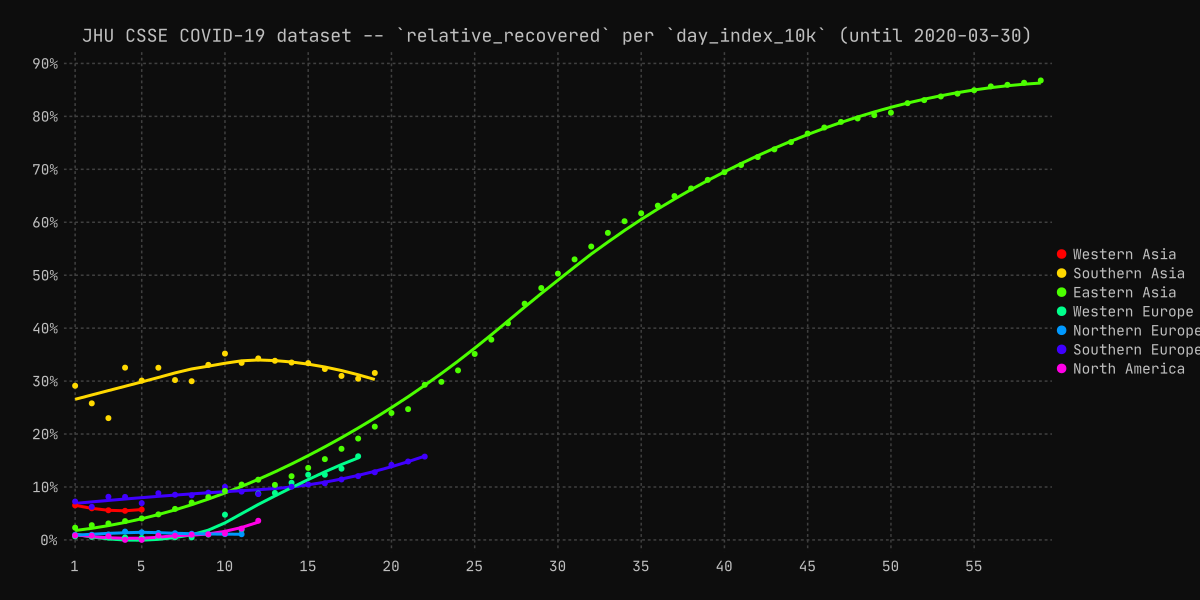 JHU CSSE COVID-19 dataset -- `relative_recovered` per `day_index_10k` (until 2020-03-30)
90%
80%
70%
60%
50%
40%
30%
20%
10%
0%
1 5 10 15 20 25 30 35 40 45 50 55
Western Asia
Southern Asia
Eastern Asia
Western Europe
Northern Europe
Southern Europe
North America